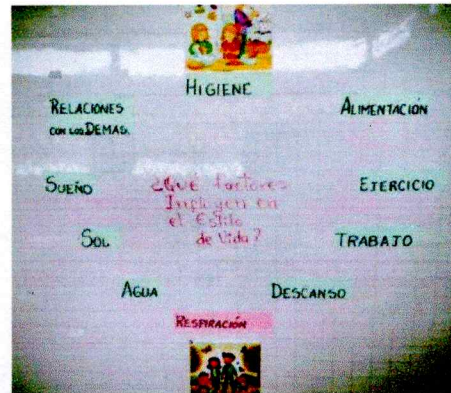 HIGIENE
RELACIONES
CON LOS DEMAS.
ALIMENTACIÓN
SUEÑO
¿Qué factores
Influyen en
el Estilo
de Vida?
EJERCICIO
SOL
TRABAJO
AGUA
DESCANSO
RESPIRACIÓN